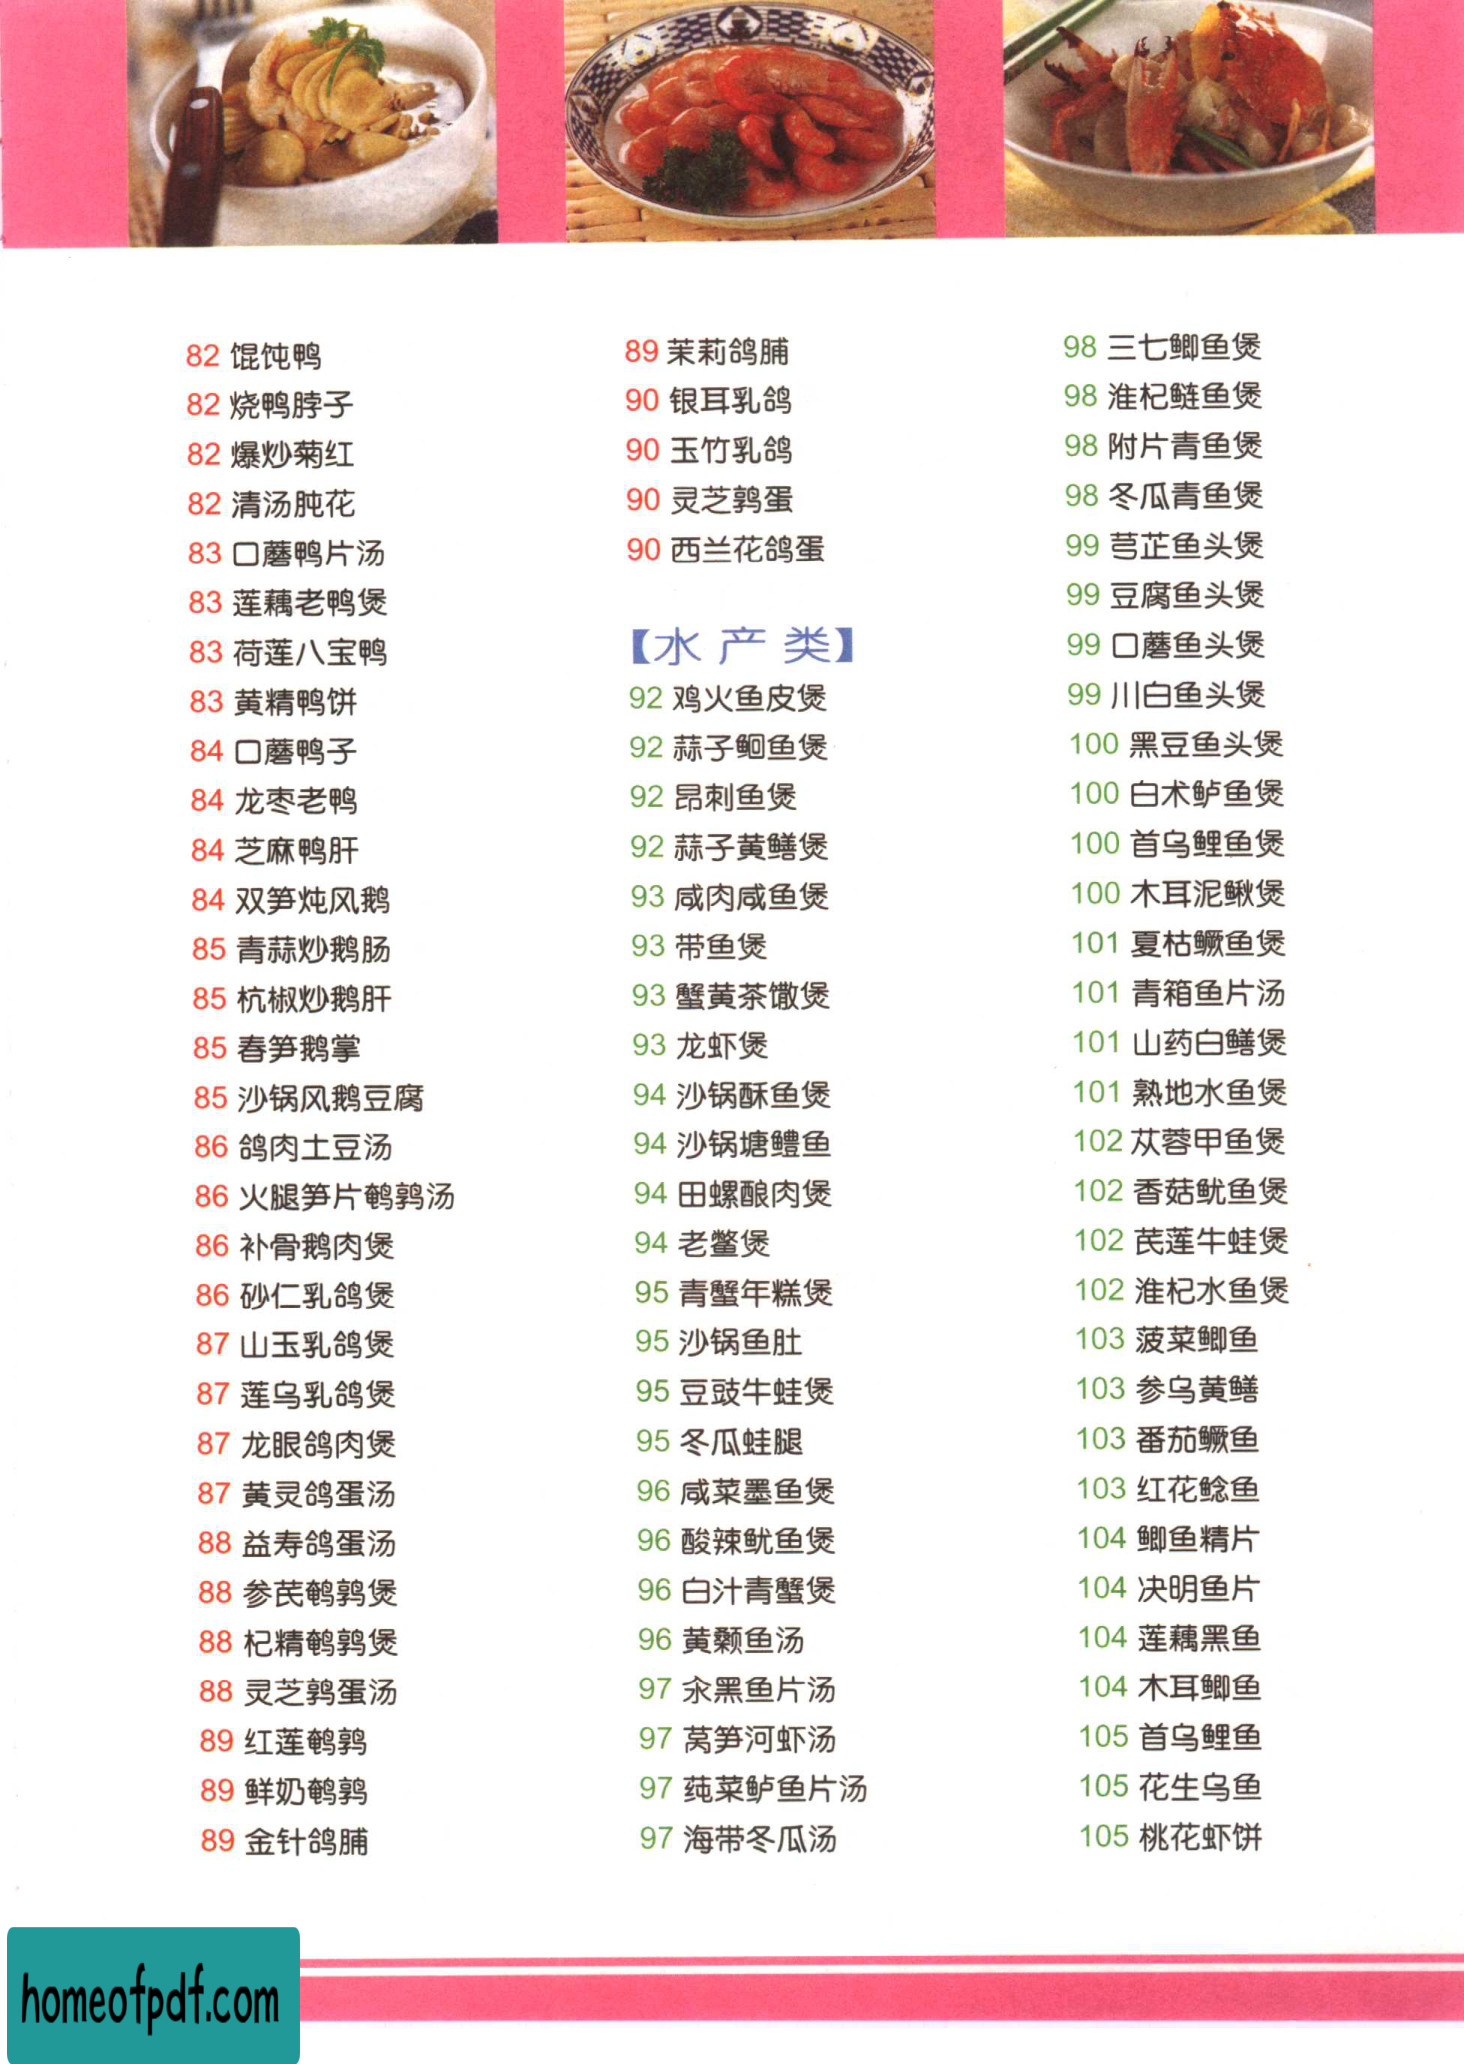 82 馄饨鸭
82 烧鸭脖子
82 爆炒菊红
82 清汤肫花
83 口蘑鸭片汤
83 莲藕老鸭煲
83 荷莲八宝鸭
83 黄精鸭饼
84 口蘑鸭子
84 龙枣老鸭
84 芝麻鸭肝
84 双笋炖风鹅
85 青蒜炒鹅肠
85 杭椒炒鹅肝
85 春笋鹅掌
85 沙锅风鹅豆腐
86 鸽肉土豆汤
86 火腿笋片鹌鹑汤
86 补骨鹅肉煲
86 砂仁乳鸽煲
87 山玉乳鸽煲
87 莲乌乳鸽煲
87 龙眼鸽肉煲
87 黄灵鸽蛋汤
88 益寿鸽蛋汤
88 参芪鹌鹑煲
88 杞精鹌鹑煲
88 灵芝鹑蛋汤
89 红莲鹌鹑
89 鲜奶鹌鹑
89 金针鸽脯
89 茉莉鸽脯
90 银耳乳鸽
90 玉竹乳鸽
90 灵芝鹑蛋
90 西兰花鸽蛋
【水产类】
92 鸡火鱼皮煲
92 蒜子鮰鱼煲
92 昂刺鱼煲
92 蒜子黄鳝煲
93 咸肉咸鱼煲
93 带鱼煲
93 蟹黄茶馓煲
93 龙虾煲
94 沙锅酥鱼煲
94 沙锅塘鳢鱼
94 田螺酿肉煲
94 老鳖煲
95 青蟹年糕煲
95 沙锅鱼肚
95 豆豉牛蛙煲
95 冬瓜蛙腿
96 咸菜墨鱼煲
96 酸辣鱿鱼煲
96 白汁青蟹煲
96 黄颡鱼汤
97 汆黑鱼片汤
97 莴笋河虾汤
97 莼菜鲈鱼片汤
97 海带冬瓜汤
98 三七鲫鱼煲
98 淮杞鲢鱼煲
98 附片青鱼煲
98 冬瓜青鱼煲
99 芎芷鱼头煲
99 豆腐鱼头煲
99 口蘑鱼头煲
99 川白鱼头煲
100 黑豆鱼头煲
100 白术鲈鱼煲
100 首乌鲤鱼煲
100 木耳泥鳅煲
101 夏枯鳜鱼煲
101 青箱鱼片汤
101 山药白鳝煲
101 熟地水鱼煲
102 苁蓉甲鱼煲
102 香菇鱿鱼煲
102 芪莲牛蛙煲
102 淮杞水鱼煲
103 菠菜鲫鱼
103 参乌黄鳝
103 番茄鳜鱼
103 红花鲶鱼
104 鲫鱼精片
104 决明鱼片
104 莲藕黑鱼
104 木耳鲫鱼
105 首乌鲤鱼
105 花生乌鱼
105 桃花虾饼
homeofpdf.com